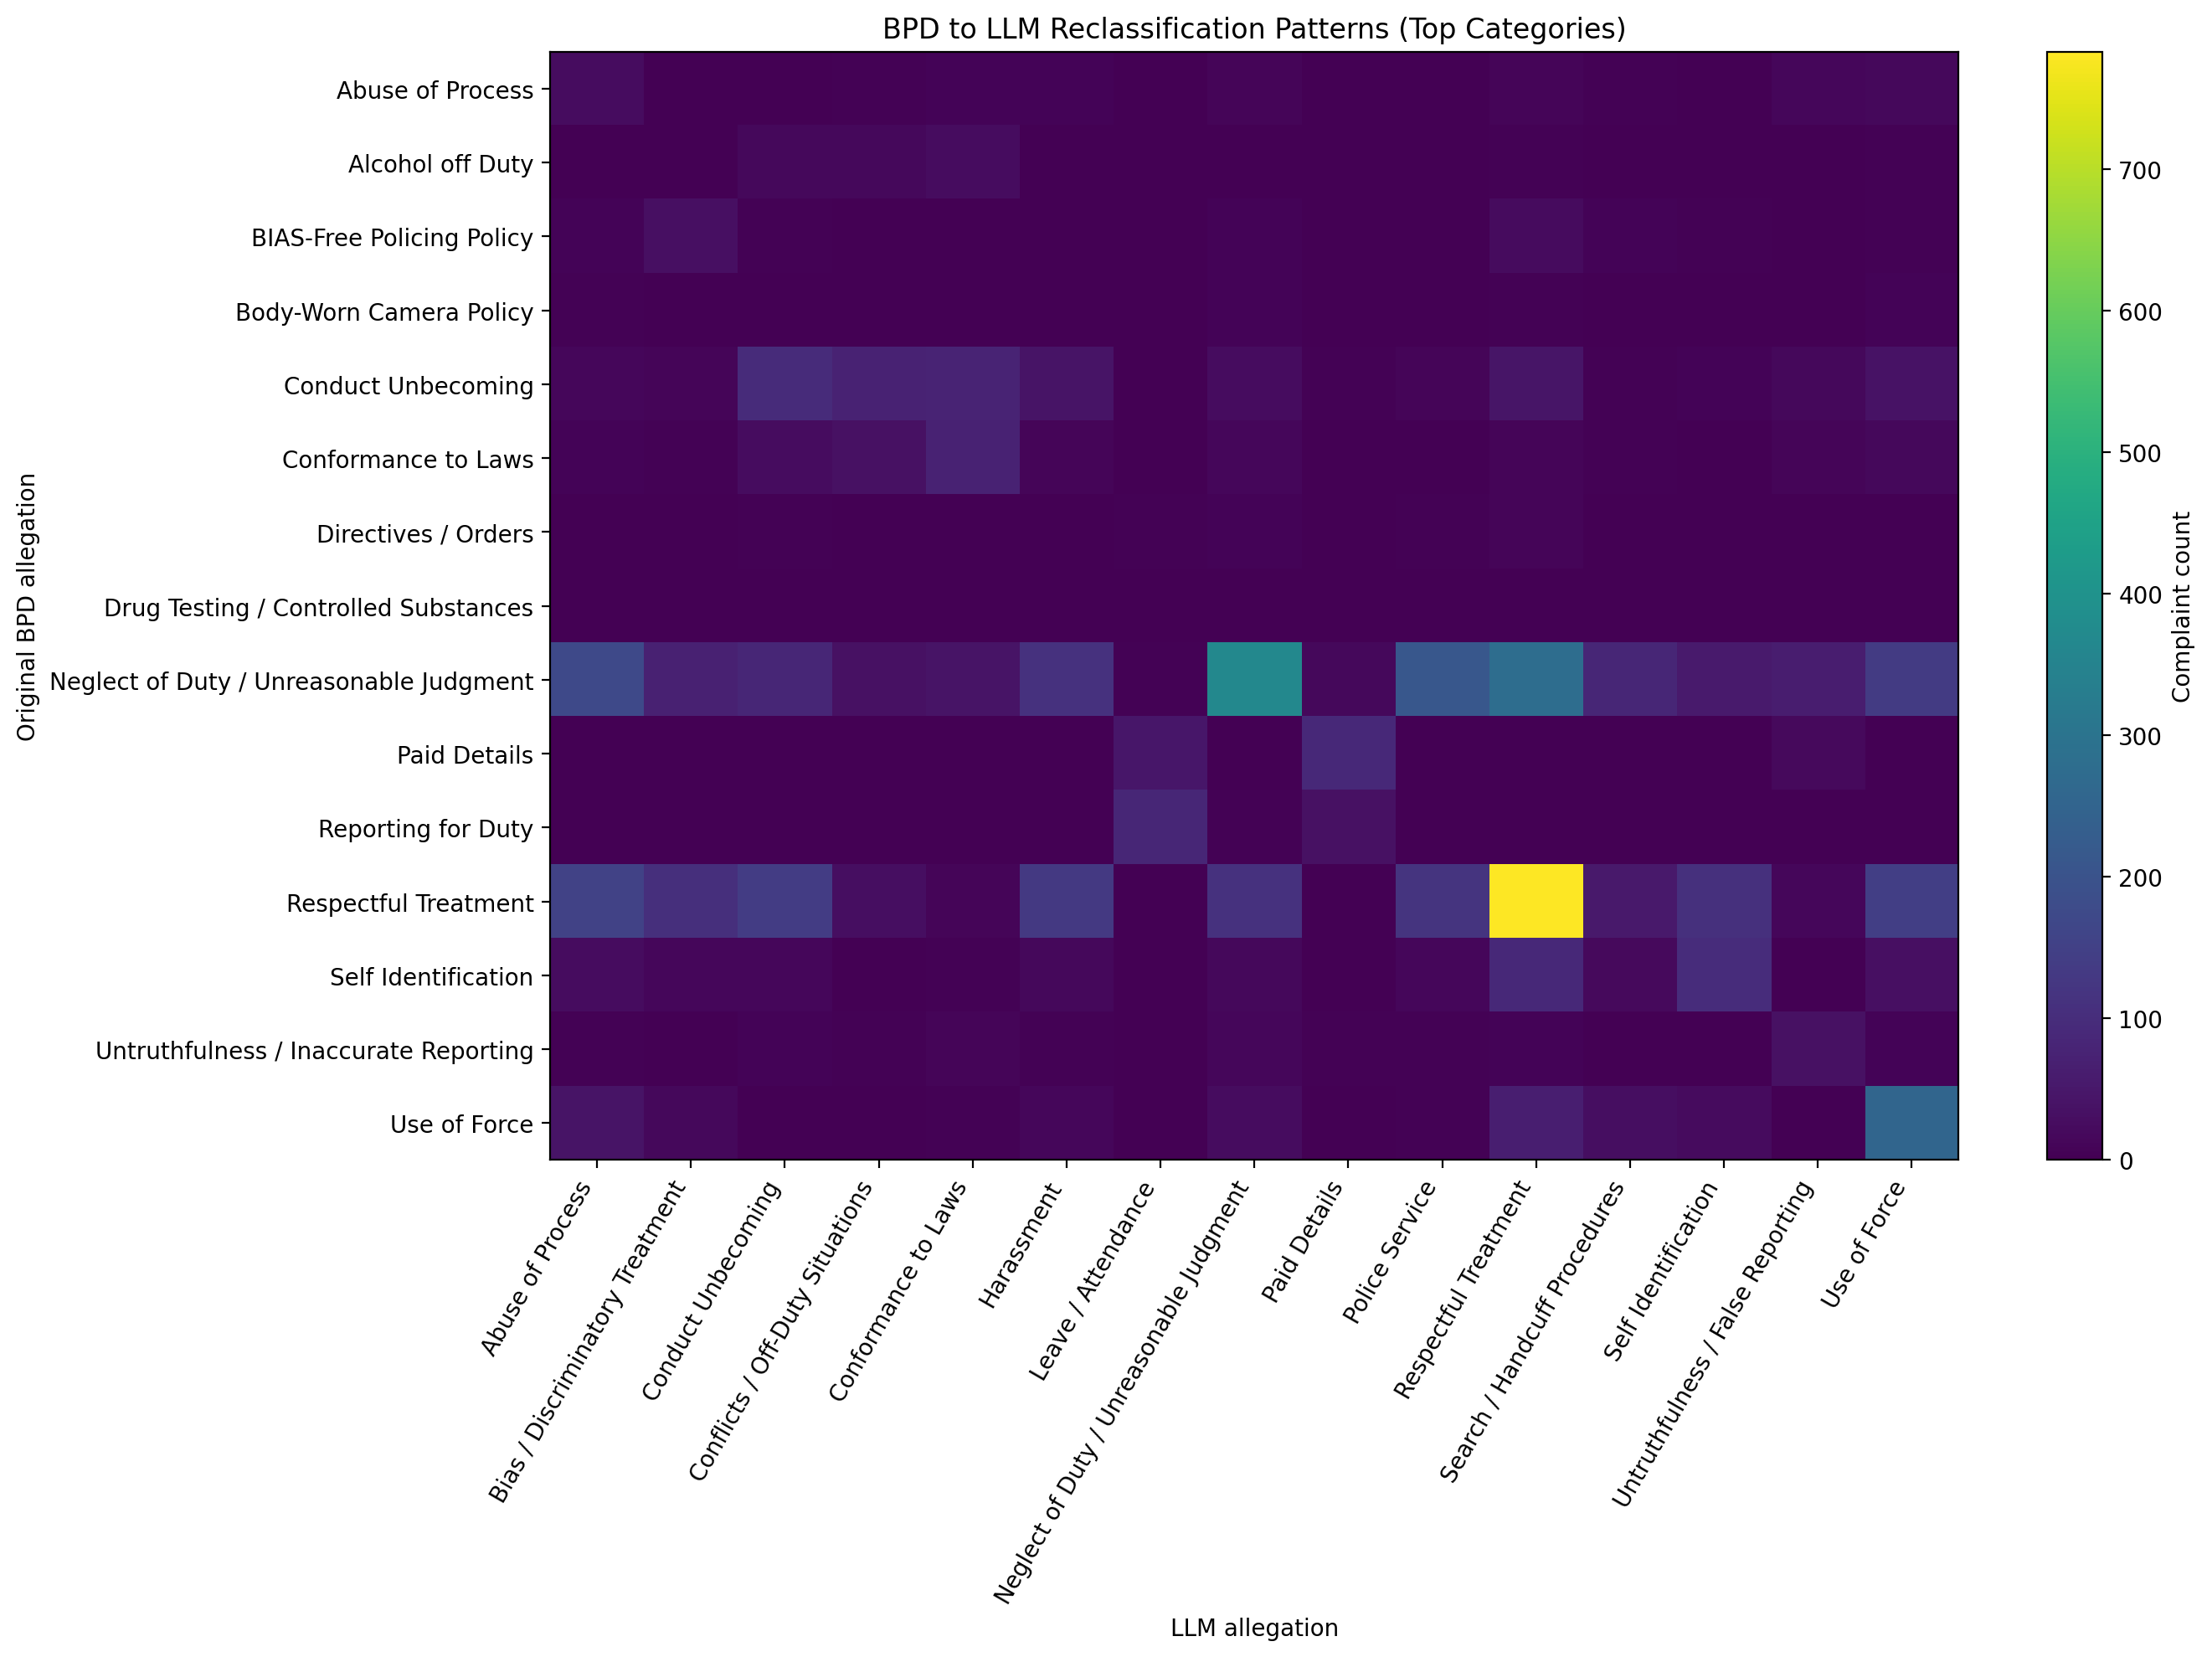 BPD to LLM Reclassification Patterns (Top Categories)
Original BPD allegation
Abuse of Process
Alcohol off Duty
BIAS-Free Policing Policy
Body-Worn Camera Policy
Conduct Unbecoming
Conformance to Laws
Directives / Orders
Drug Testing / Controlled Substances
Neglect of Duty / Unreasonable Judgment
Paid Details
Reporting for Duty
Respectful Treatment
Self Identification
Untruthfulness / Inaccurate Reporting
Use of Force
Abuse of Process
Bias / Discriminatory Treatment
Conduct Unbecoming
Conflicts / Off-Duty Situations
Conformance to Laws
Harassment
Leave / Attendance
Neglect of Duty / Unreasonable Judgment
Paid Details
Police Service
Respectful Treatment
Search / Handcuff Procedures
Self Identification
Untruthfulness / False Reporting
Use of Force
LLM allegation
700
600
500
400
300
200
100
0
Complaint count